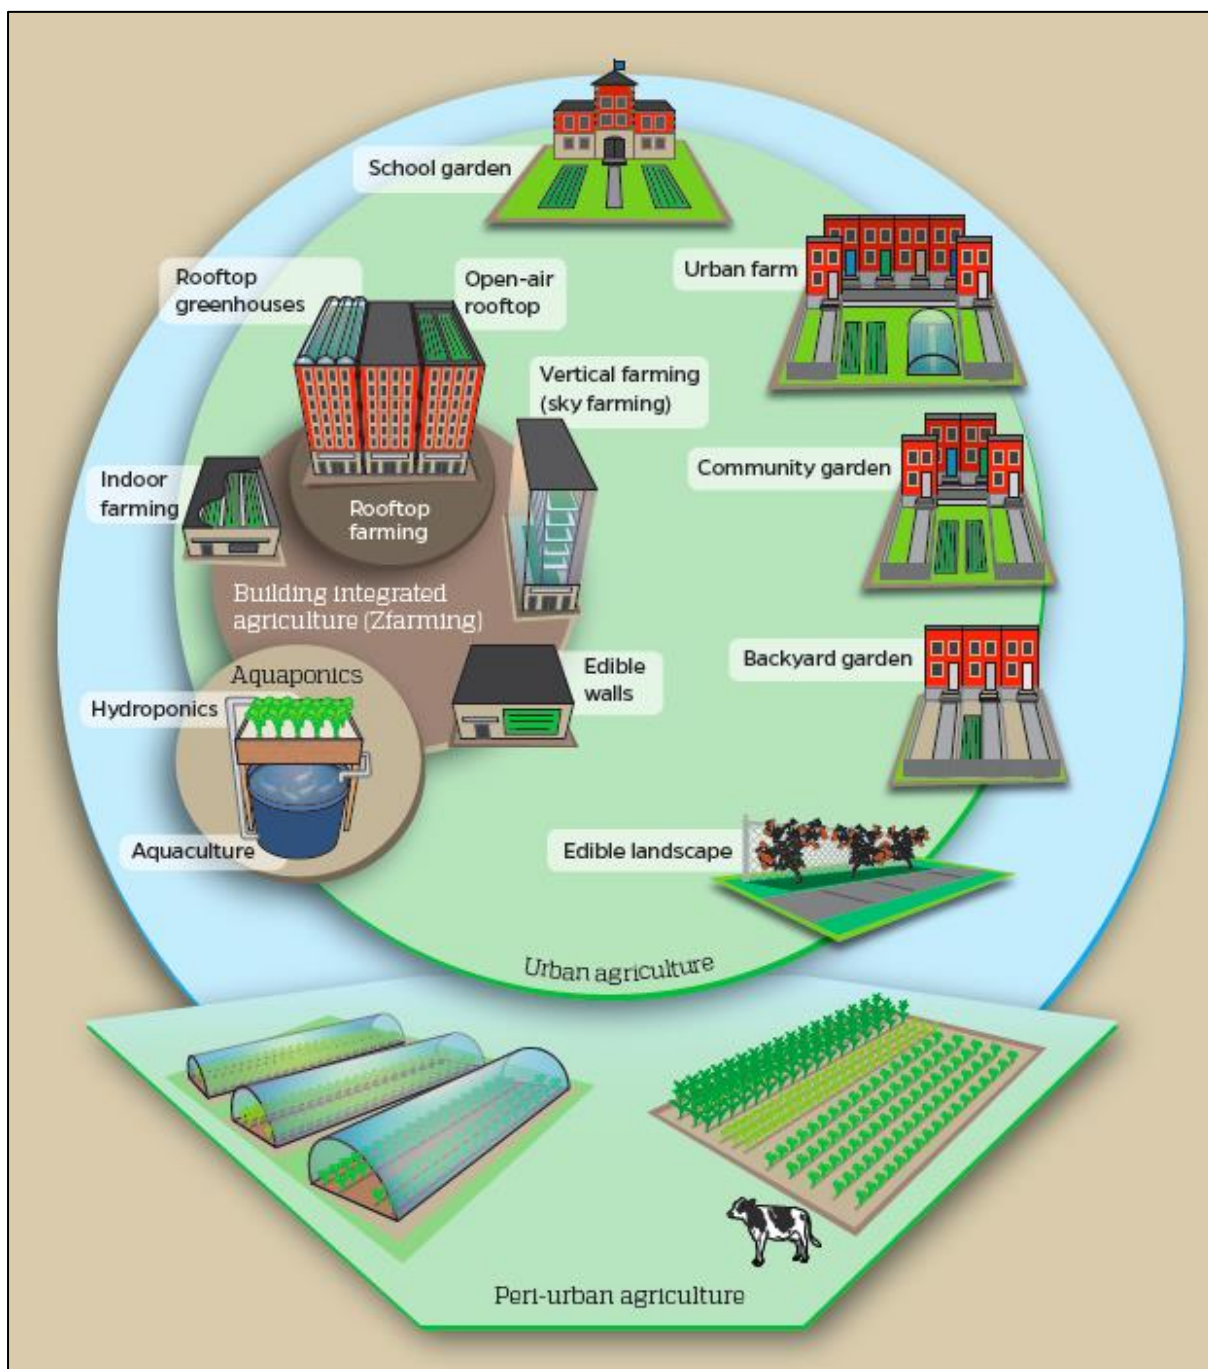 School garden
Urban farm
Rooftop
greenhouses
Open-air
rooftop
Vertical farming
(sky farming)
Community garden
Indoor
farming
Rooftop
farming
Building integrated
agriculture (Zfarming)
Backyard garden
Edible
walls
Aquaponics
Hydroponics
Aquaculture
Edible landscape
Urban agriculture
Peri-urban agriculture